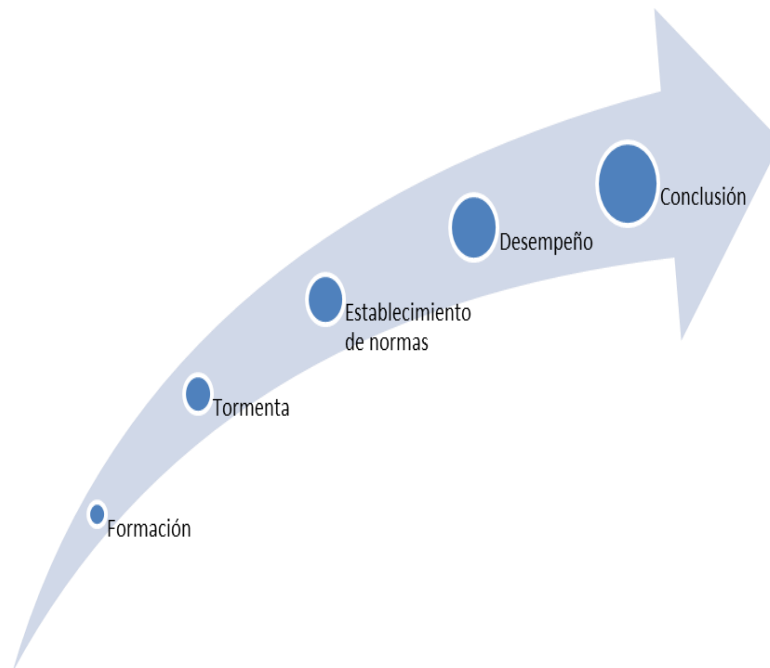 Conclusión
Desempeño
Establecimiento
de normas
Tormenta
Formación